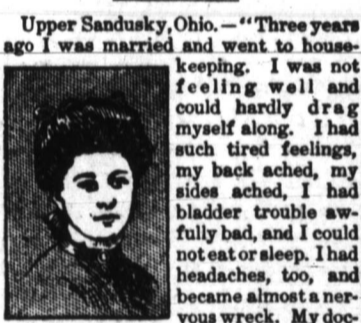 Upper Sandusky, Ohio. — "Three years
ago I was married and went to house-
keeping. I was not
feeling well and
could hardly drag
myself along. I had
such tired feelings,
my back ached, my
sides ached, I had
bladder trouble aw-
fully bad, and I could
not eat or sleep. I had
headaches, too, and
became almost a ner-
vous wreck. My doc-